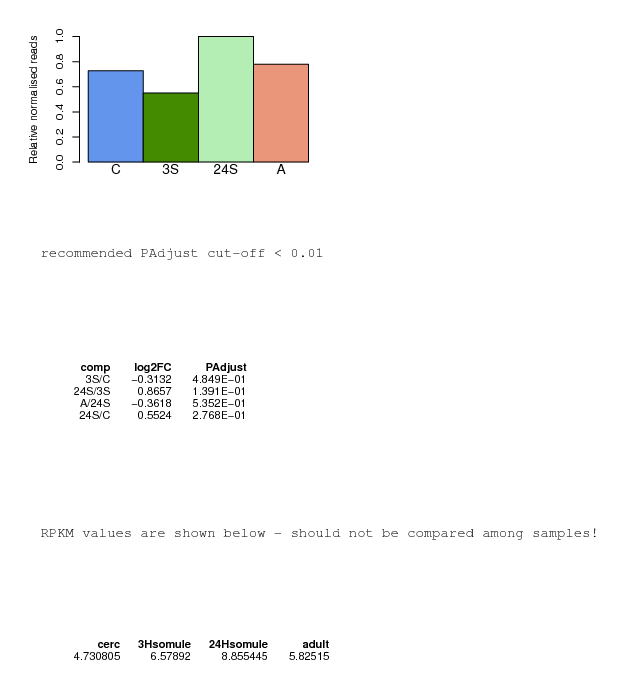 Relative normalised reads
1.0
0.8
0.6
0.4
0.2
0.0
C 3S 24S A
recommended PAdjust cut-off < 0.01
comp log2FC PAdjust
3S/C −0.3132 4.849E−01
24S/3S 0.8657 1.391E−01
A/24S −0.3618 5.352E−01
24S/C 0.5524 2.768E−01
RPKM values are shown below - should not be compared among samples!
cerc 3Hsomule 24Hsomule adult
4.730805 6.57892 8.855445 5.82515